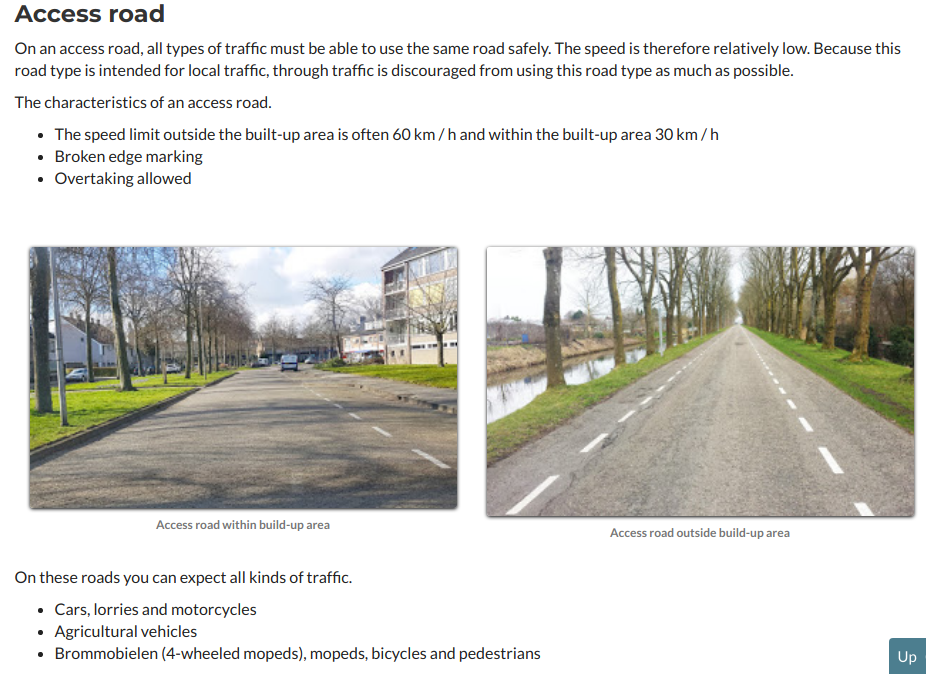 Access road
On an access road, all types of traffic must be able to use the same road safely. The speed is therefore relatively low. Because this
road type is intended for local traffic, through traffic is discouraged from using this road type as much as possible.
The characteristics of an access road.
• The speed limit outside the built-up area is often 60 km / h and within the built-up area 30 km / h
• Broken edge marking
• Overtaking allowed
Access road within build-up area
Access road outside build-up area
On these roads you can expect all kinds of traffic.
• Cars, lorries and motorcycles
• Agricultural vehicles
• Brommobielen (4-wheeled mopeds), mopeds, bicycles and pedestrians
Up